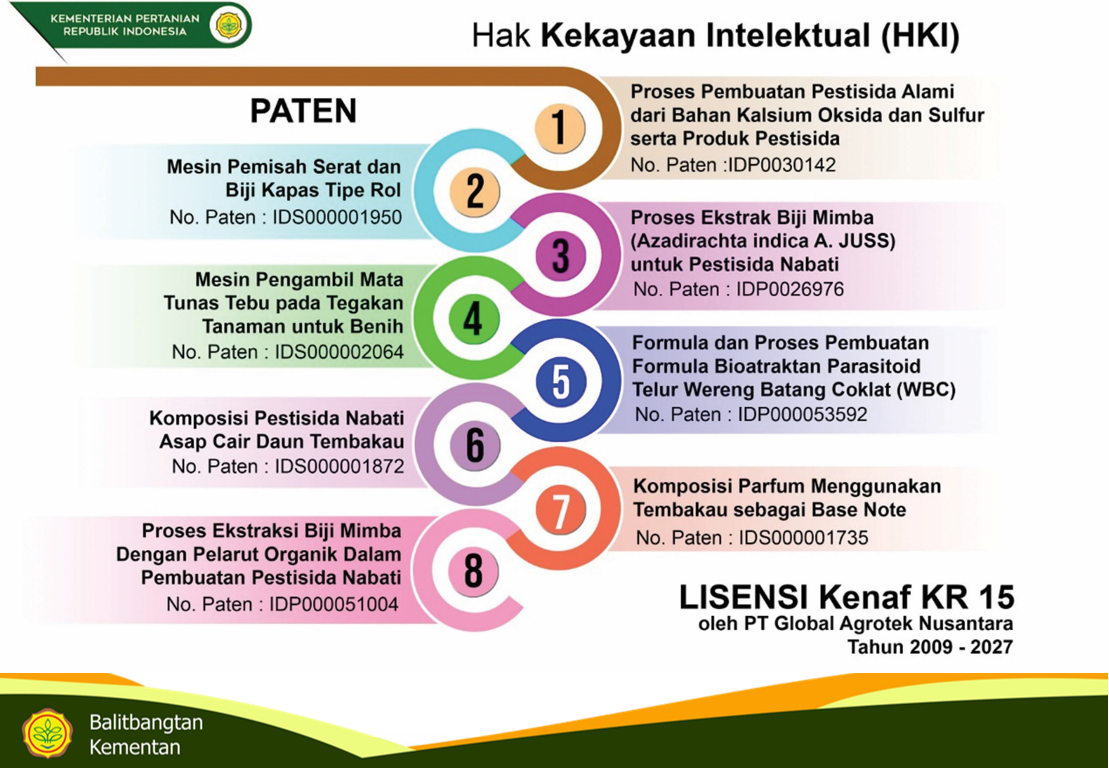 KEMENTERIAN PERTANIAN
REPUBLIK INDONESIA
Hak Kekayaan Intelektual (HKI)
PATEN
1
Proses Pembuatan Pestisida Alami
dari Bahan Kalsium Oksida dan Sulfur
serta Produk Pestisida
No. Paten :IDP0030142
Mesin Pemisah Serat dan
Biji Kapas Tipe Rol
No. Paten : IDS000001950
2
3
Proses Ekstrak Biji Mimba
(Azadirachta indica A. JUSS)
untuk Pestisida Nabati
No. Paten : IDP0026976
Mesin Pengambil Mata
Tunas Tebu pada Tegakan
Tanaman untuk Benih
No. Paten : IDS000002064
4
5
Formula dan Proses Pembuatan
Formula Bioatraktan Parasitoid
Telur Wereng Batang Coklat (WBC)
No. Paten : IDP000053592
Komposisi Pestisida Nabati
Asap Cair Daun Tembakau
No. Paten : IDS000001872
6
7
Komposisi Parfum Menggunakan
Tembakau sebagai Base Note
No. Paten : IDS000001735
Proses Ekstraksi Biji Mimba
Dengan Pelarut Organik Dalam
Pembuatan Pestisida Nabati
No. Paten : IDP000051004
8
LISENSI Kenaf KR 15
oleh PT Global Agrotek Nusantara
Tahun 2009 - 2027
Balitbangtan
Kementan